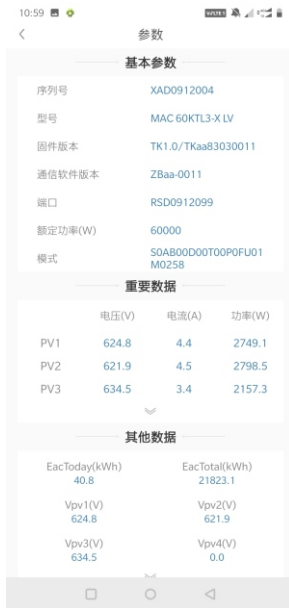 10:59
参数
基本参数
序列号 XAD0912004
型号 MAC 60KTL3-X LV
固件版本 TK1.0/TKaa83030011
通信软件版本 ZBaa-0011
端口 RSD0912099
额定功率(W) 60000
模式 S0AB00D00T00P0FU01
M0258
重要数据
电压(V) 电流(A) 功率(W)
PV1 624.8 4.4 2749.1
PV2 621.9 4.5 2798.5
PV3 634.5 3.4 2157.3
其他数据
EacToday(kWh) EacTotal(kWh)
40.8 21823.1
Vpv1(V) Vpv2(V)
624.8 621.9
Vpv3(V) Vpv4(V)
634.5 0.0